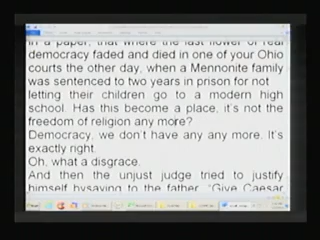 in a paper, that where the last flower of real
democracy faded and died in one of your Ohio
courts the other day, when a Mennonite family
was sentenced to two years in prison for not
letting their children go to a modern high
school. Has this become a place, it's not the
freedom of religion any more?
Democracy, we don't have any any more. It's
exactly right.
Oh, what a disgrace.
And then the unjust judge tried to justify
himself bysaying to the father, "Give Caesar